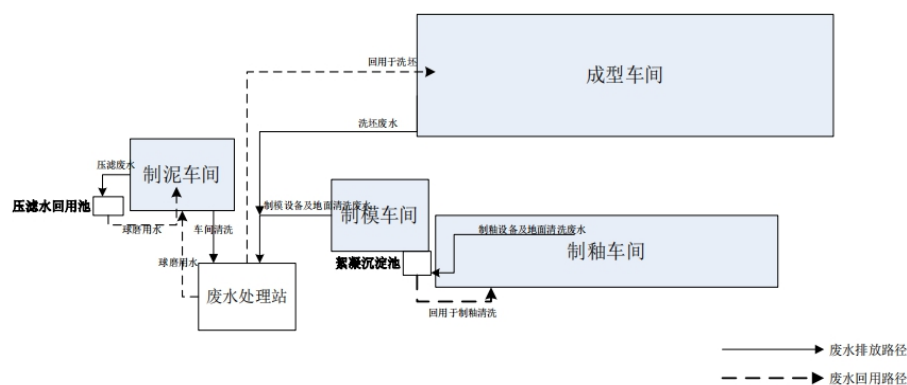 回用于洗坯
成型车间
洗坯废水
压滤废水
制泥车间
压滤水回用池
球磨用水
车间清洗
制模设备及地面清洗废水
制模车间
制釉设备及地面清洗废水
制釉车间
絮凝沉淀池
球磨用水
废水处理站
回用于制釉清洗
废水排放路径
废水回用路径